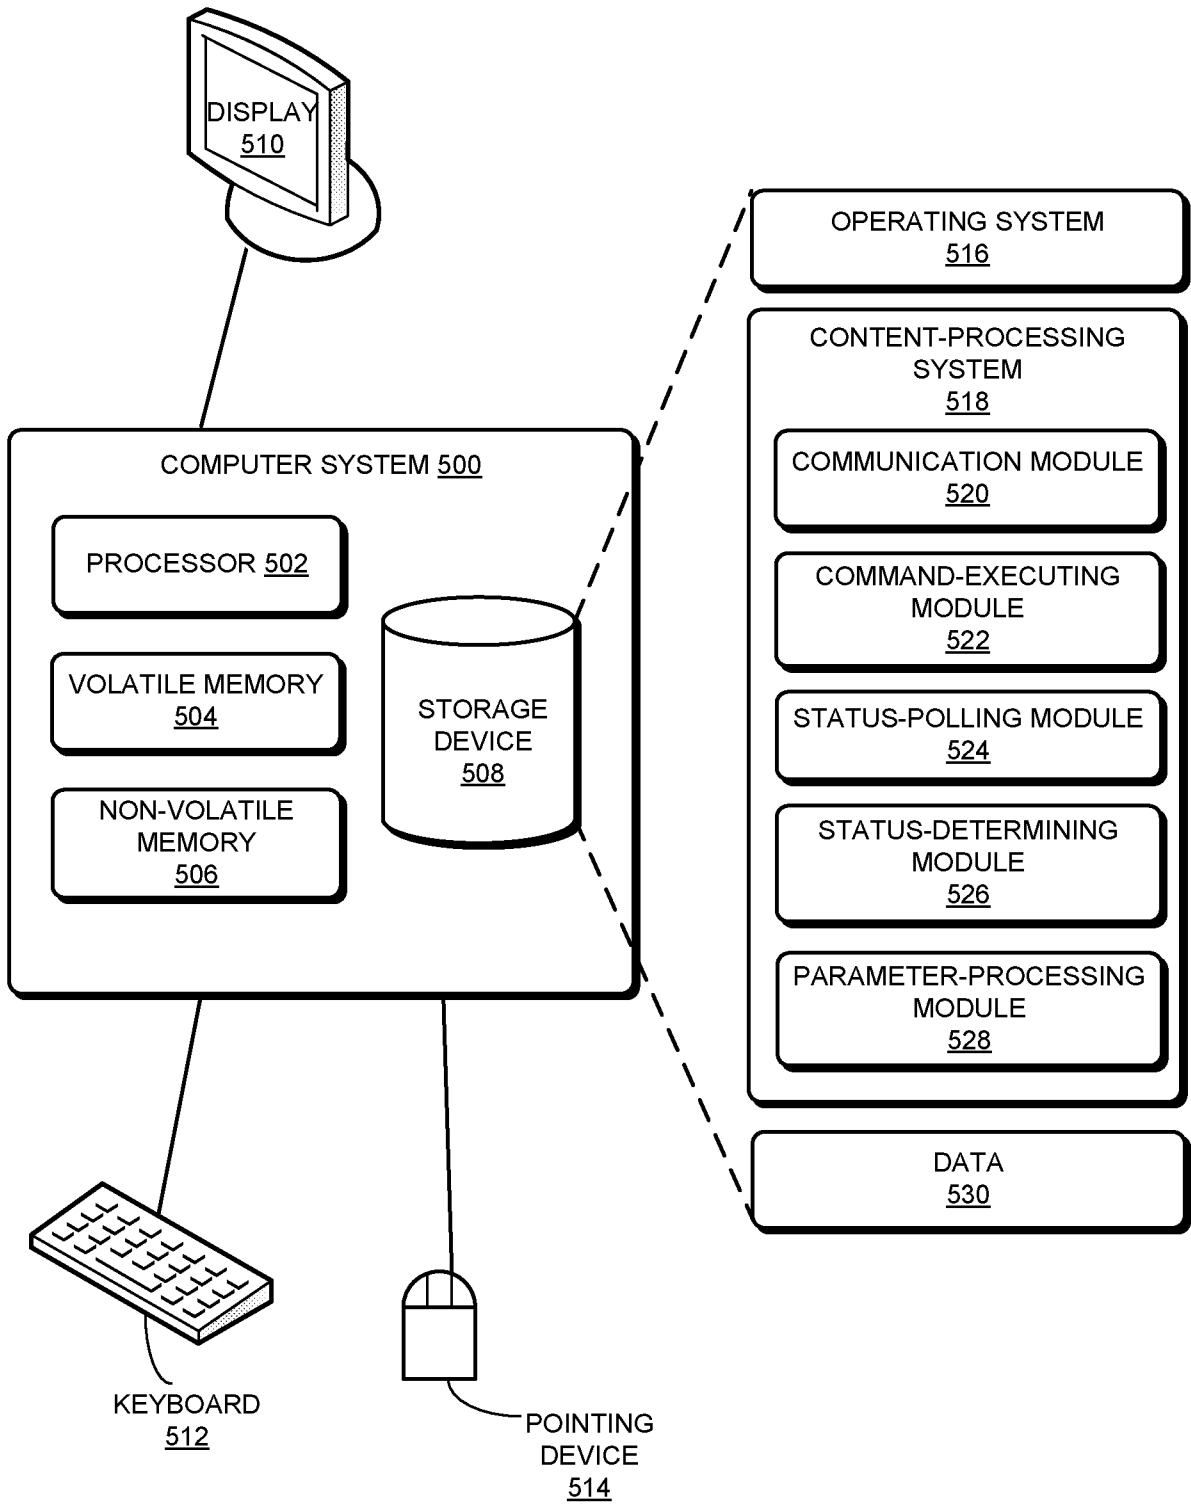 DISPLAY
510
OPERATING SYSTEM
516
CONTENT-PROCESSING
SYSTEM
518
COMMUNICATION MODULE
520
COMMAND-EXECUTING
MODULE
522
STATUS-POLLING MODULE
524
STATUS-DETERMINING
MODULE
526
PARAMETER-PROCESSING
MODULE
528
DATA
530
COMPUTER SYSTEM 500
PROCESSOR 502
VOLATILE MEMORY
504
NON-VOLATILE
MEMORY
506
STORAGE
DEVICE
508
KEYBOARD
512
POINTING
DEVICE
514